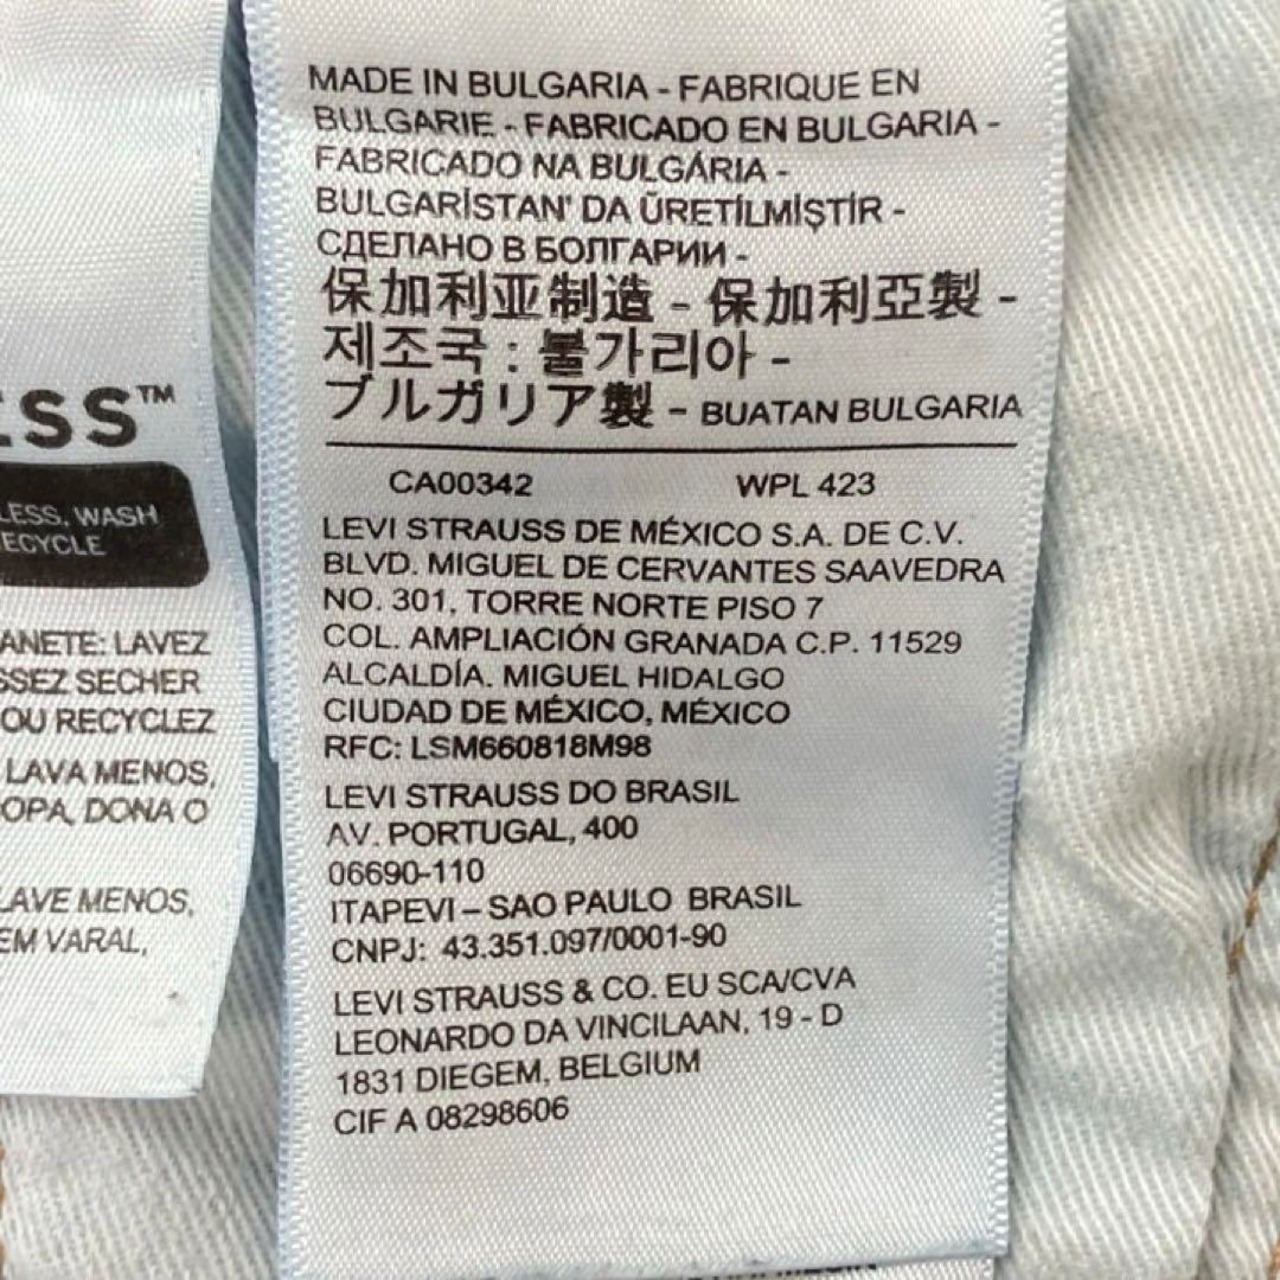 ESS™
LESS, WASH
ECYCLE
ANETE: LAVEZ
SSEZ SECHER
OU RECYCLEZ
LAVA MENOS,
OPA, DONA O
LAVE MENOS,
EM VARAL,
MADE IN BULGARIA - FABRIQUE EN
BULGARIE - FABRICADO EN BULGARIA -
FABRICADO NA BULGÁRIA -
BULGARİSTAN' DA ÜRETİLMİŞTİR -
СДЕЛАНО В БОЛГАРИИ -
保加利亚制造 - 保加利亞製 -
제조국 : 불가리아 -
ブルガリア製 - BUATAN BULGARIA
CA00342 WPL 423
LEVI STRAUSS DE MÉXICO S.A. DE C.V.
BLVD. MIGUEL DE CERVANTES SAAVEDRA
NO. 301, TORRE NORTE PISO 7
COL. AMPLIACIÓN GRANADA C.P. 11529
ALCALDÍA. MIGUEL HIDALGO
CIUDAD DE MÉXICO, MÉXICO
RFC: LSM660818M98
LEVI STRAUSS DO BRASIL
AV. PORTUGAL, 400
06690-110
ITAPEVI – SAO PAULO BRASIL
CNPJ: 43.351.097/0001-90
LEVI STRAUSS & CO. EU SCA/CVA
LEONARDO DA VINCILAAN, 19 - D
1831 DIEGEM, BELGIUM
CIF A 08298606